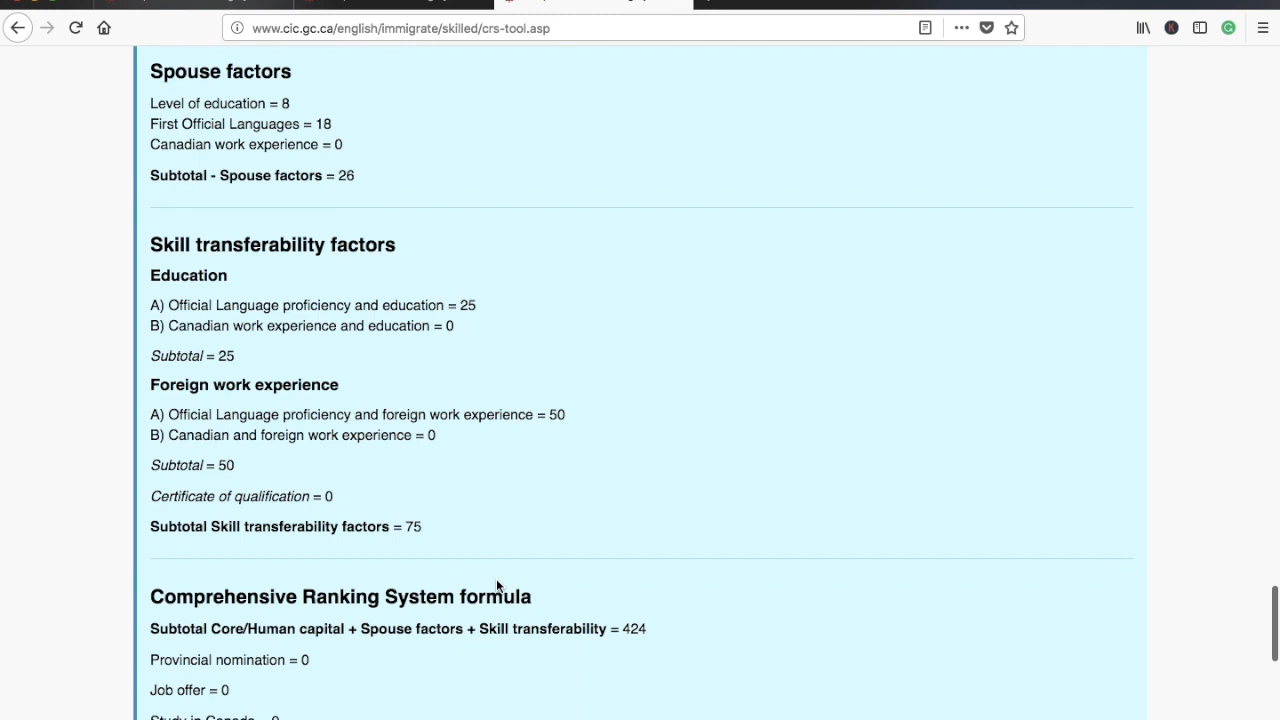 www.cic.gc.ca/english/immigrate/skilled/crs-tool.asp
Spouse factors
Level of education = 8
First Official Languages = 18
Canadian work experience = 0
Subtotal - Spouse factors = 26
Skill transferability factors
Education
A) Official Language proficiency and education = 25
B) Canadian work experience and education = 0
Subtotal = 25
Foreign work experience
A) Official Language proficiency and foreign work experience = 50
B) Canadian and foreign work experience = 0
Subtotal = 50
Certificate of qualification = 0
Subtotal Skill transferability factors = 75
Comprehensive Ranking System formula
Subtotal Core/Human capital + Spouse factors + Skill transferability = 424
Provincial nomination = 0
Job offer = 0